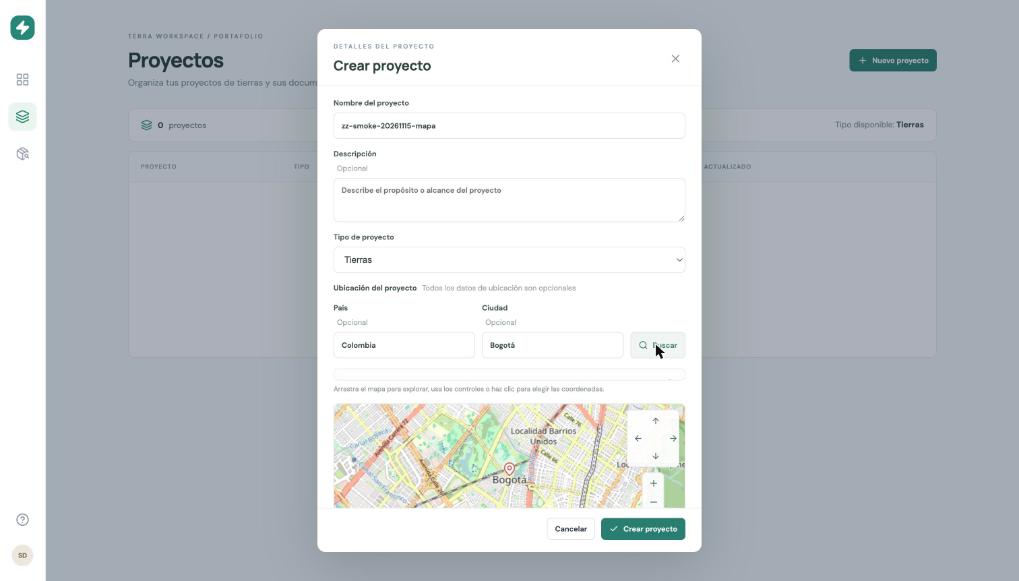 TERRA WORKSPACE / PORTAFOLIO
Proyectos
Organiza tus proyectos de tierras y sus docum
Nuevo proyecto
0 proyectos
Tipo disponible: Tierras
PROYECTO
TIPO
ACTUALIZADO
DETALLES DEL PROYECTO
Crear proyecto
Nombre del proyecto
zz-smoke-20261115-mapa
Descripción
Opcional
Describe el propósito o alcance del proyecto
Tipo de proyecto
Tierras
Ubicación del proyecto Todos los datos de ubicación son opcionales
País
Ciudad
Opcional
Opcional
Colombia
Bogotá
Buscar
Arrastra el mapa para explorar, usa los controles o haz clic para elegir las coordenadas.
Localidad Barrios
Unidos
Bogotá
Cancelar
Crear proyecto
SD